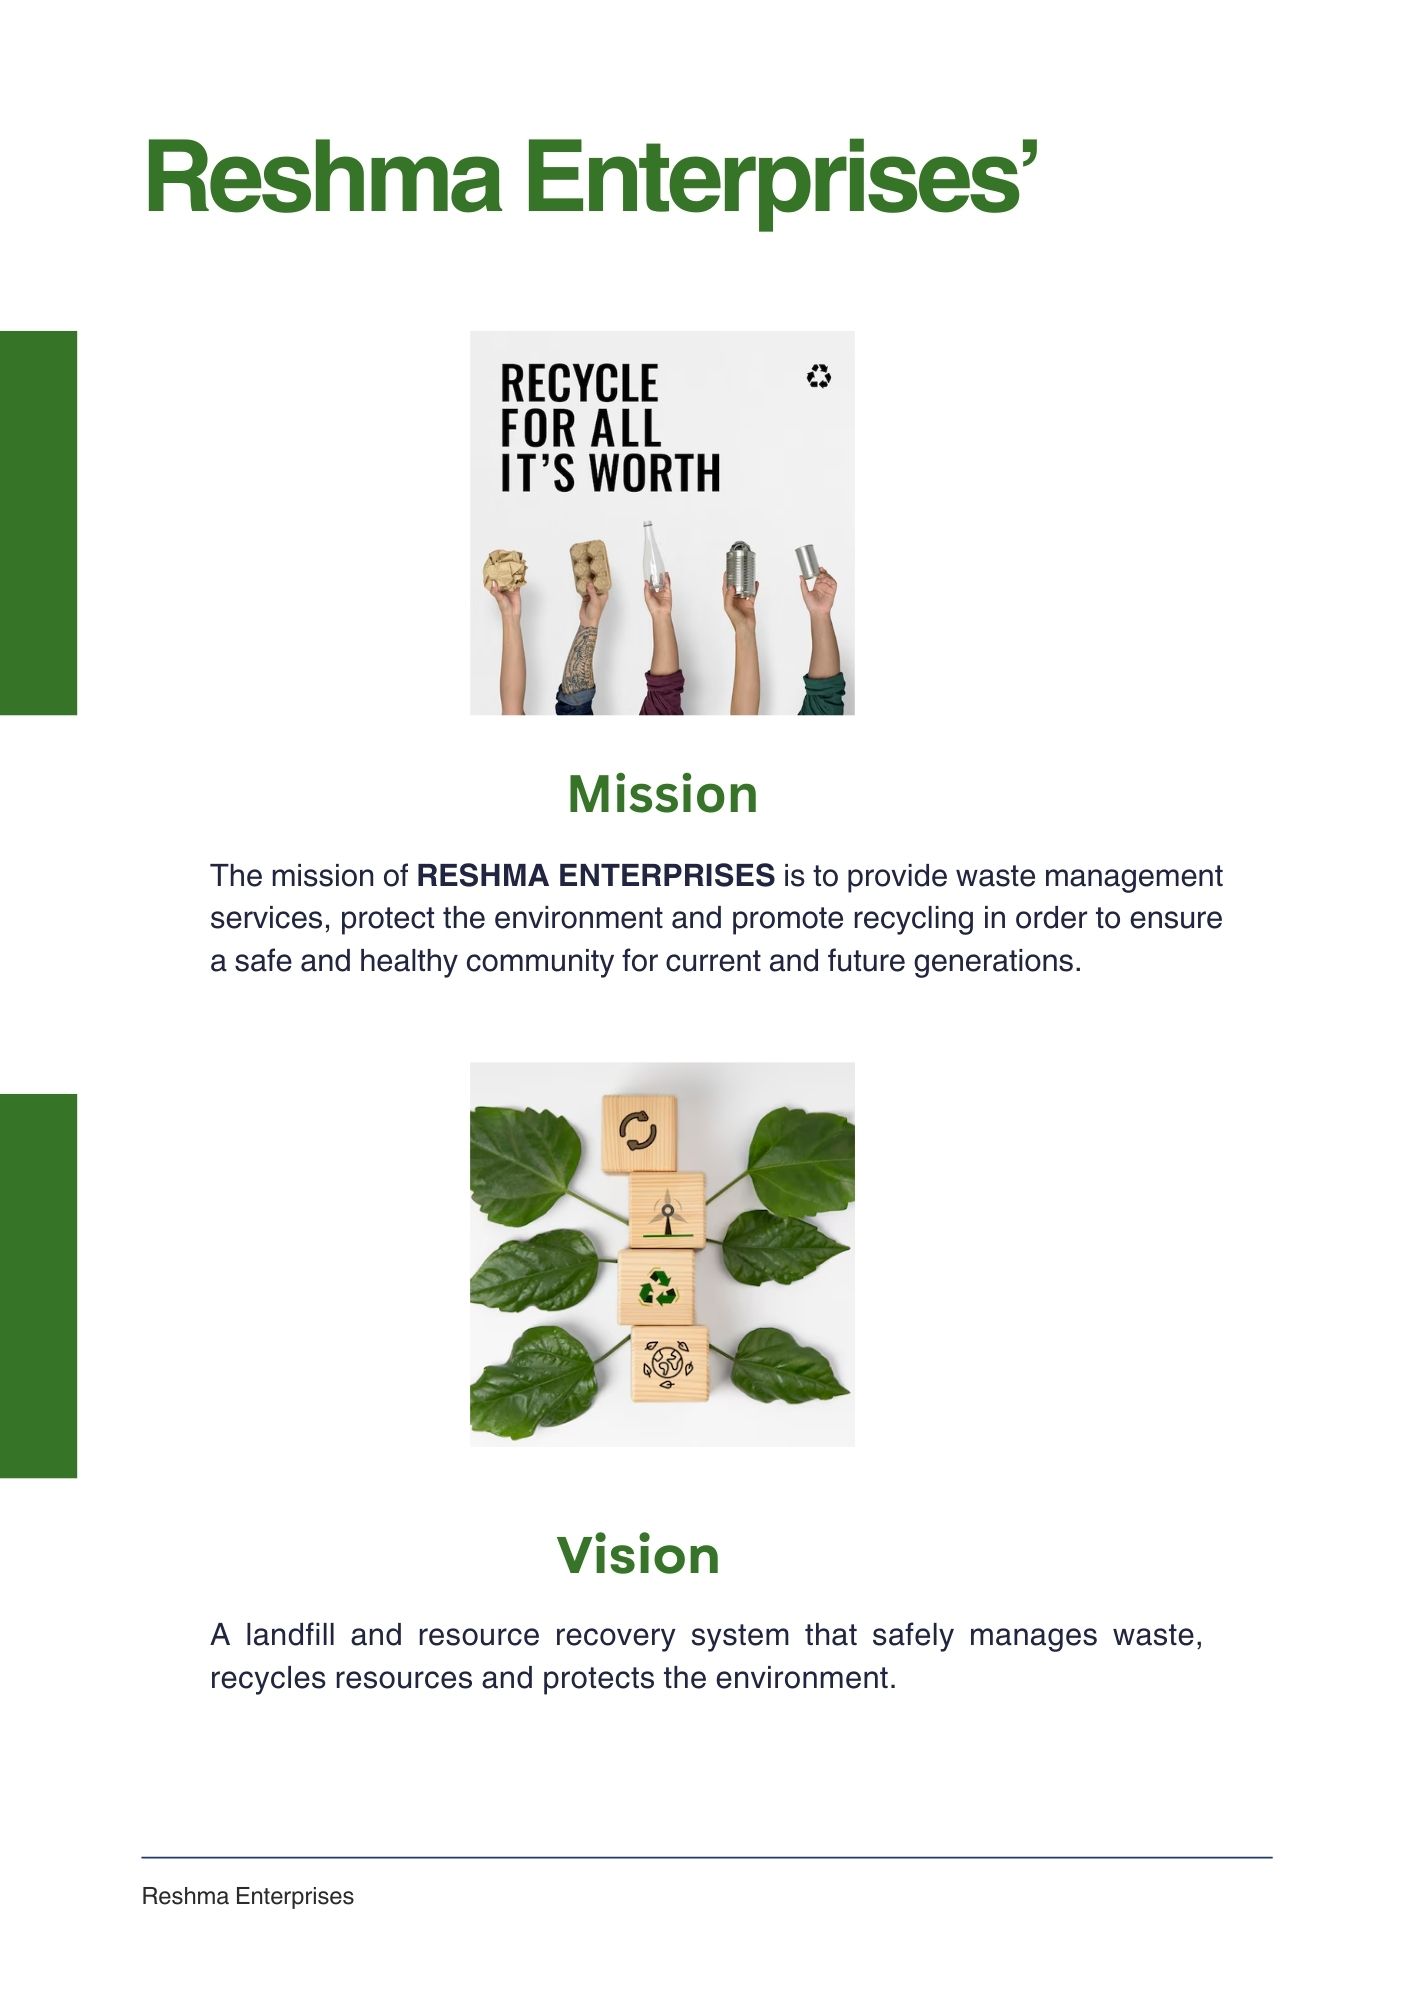 Reshma Enterprises’
RECYCLE
FOR ALL
IT’S WORTH
Mission
The mission of RESHMA ENTERPRISES is to provide waste management
services, protect the environment and promote recycling in order to ensure
a safe and healthy community for current and future generations.
Vision
A landfill and resource recovery system that safely manages waste,
recycles resources and protects the environment.
Reshma Enterprises